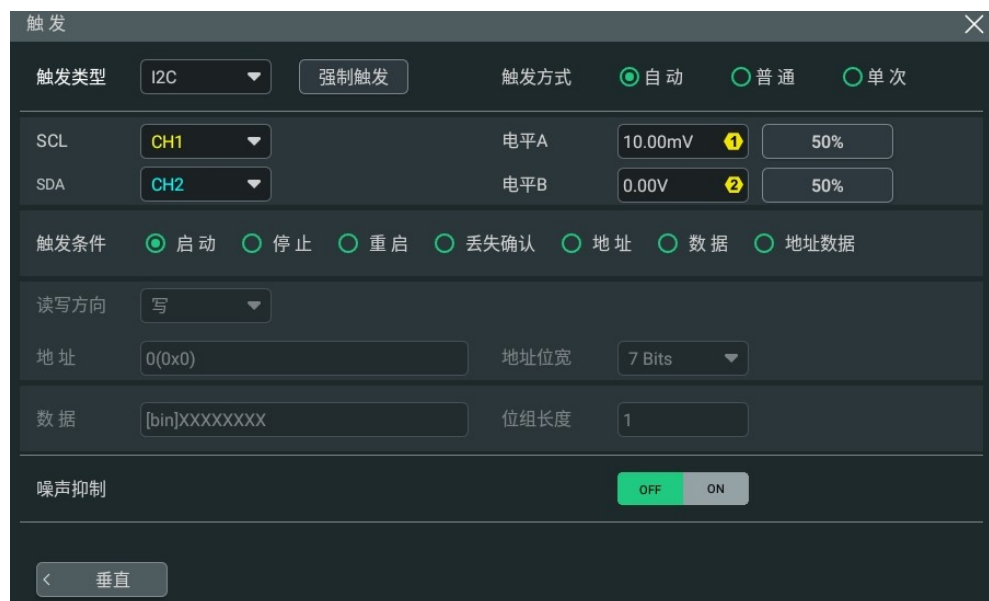 触发
触发类型 I2C 强制触发 触发方式 自动 普通 单次
SCL CH1 电平A 10.00mV 1 50%
SDA CH2 电平B 0.00V 2 50%
触发条件 启动 停止 重启 丢失确认 地址 数据 地址数据
读写方向 写
地址 0(0x0) 地址位宽 7 Bits
数据 [bin]XXXXXXXX 位组长度 1
噪声抑制 OFF ON
< 垂直